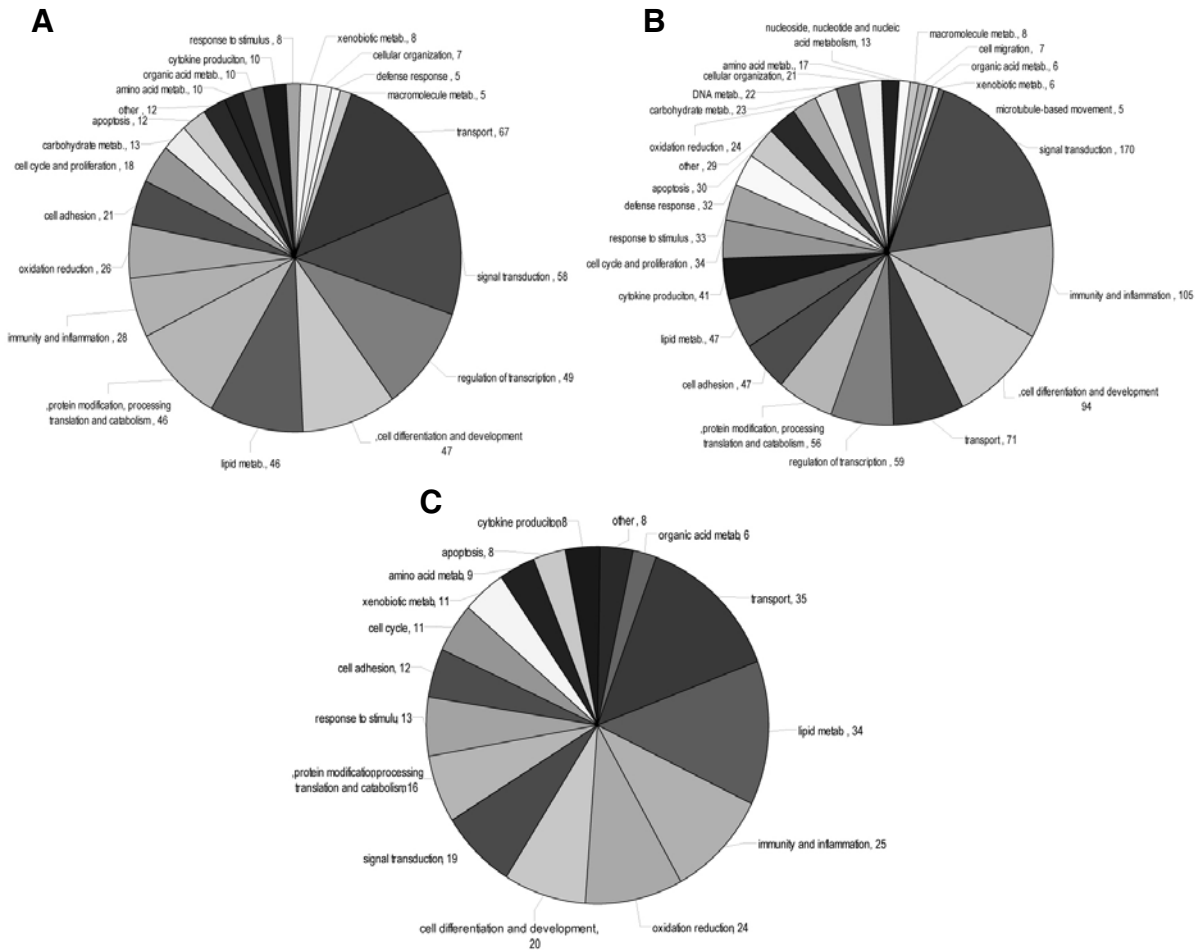 A
response to stimulus , 8
cytokine produciton, 10
organic acid metab., 10
amino acid metab., 10
other , 12
apoptosis , 12
carbohydrate metab., 13
cell cycle and proliferation , 18
cell adhesion , 21
oxidation reduction , 26
immunity and inflammation , 28
,protein modification, processing
translation and catabolism , 46
lipid metab., 46
,cell differentiation and development
47
regulation of transcription , 49
signal transduction , 58
transport , 67
macromolecule metab., 5
defense response , 5
cellular organization, 7
xenobiotic metab., 8
B
nucleoside, nucleotide and nucleic
acid metabolism, 13
amino acid metab., 17
cellular organization, 21
DNA metab., 22
carbohydrate metab., 23
oxidation reduction , 24
other , 29
apoptosis , 30
defense response , 32
response to stimulus , 33
cell cycle and proliferation , 34
cytokine produciton, 41
lipid metab., 47
cell adhesion , 47
,protein modification, processing
translation and catabolism , 56
regulation of transcription , 59
transport , 71
,cell differentiation and development
94
immunity and inflammation , 105
signal transduction , 170
microtubule-based movement , 5
xenobiotic metab., 6
organic acid metab., 6
cell migration , 7
macromolecule metab., 8
C
cytokine produciton,8
apoptosis, 8
amino acid metab, 9
xenobiotic metab, 11
cell cycle, 11
cell adhesion, 12
response to stimulu, 13
,protein modification,processing
translation and catabolism,16
signal transduction, 19
cell differentiation and development,
20
oxidation reduction, 24
immunity and inflammation, 25
lipid metab , 34
transport, 35
organic acid metab, 6
other , 8